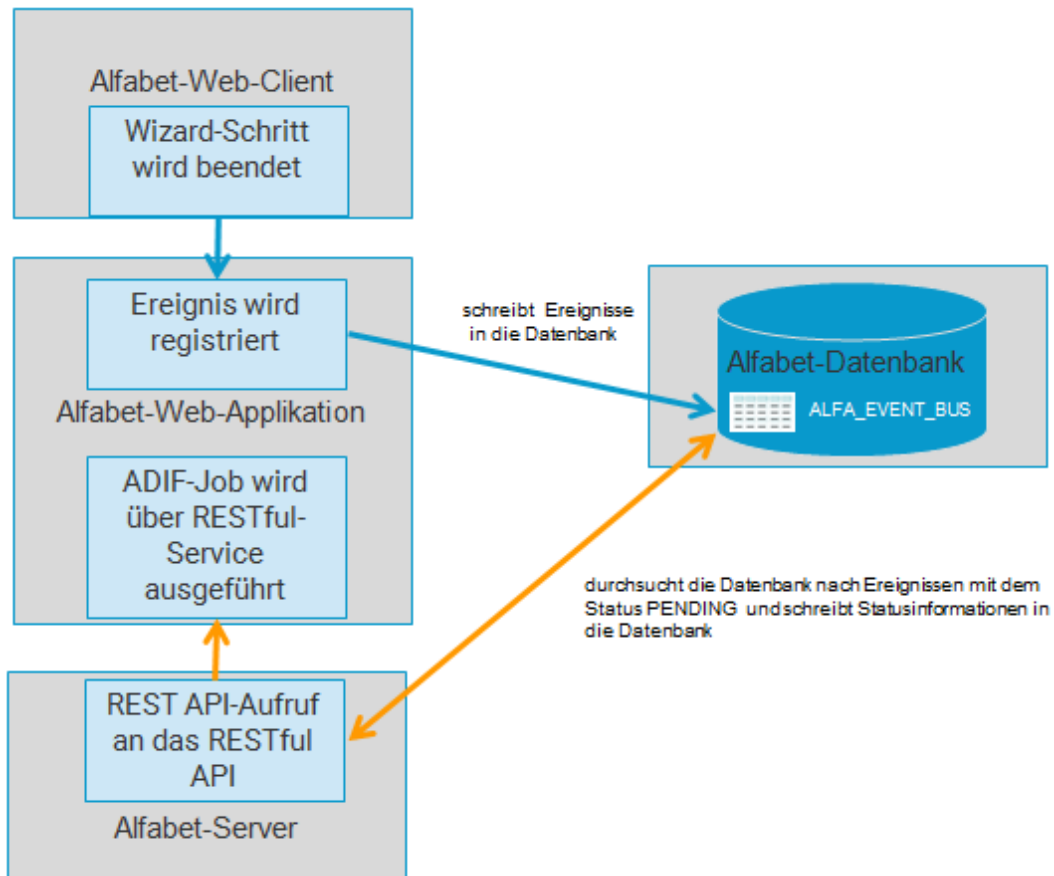 Alfabet-Web-Client
Wizard-Schritt
wird beendet
Ereignis wird
registriert
Alfabet-Web-Applikation
ADIF-Job wird
über RESTful-
Service
ausgeführt
REST API-Aufruf
an das RESTful
API
Alfabet-Server
schreibt Ereignisse
in die Datenbank
Alfabet-Datenbank
ALFA_EVENT_BUS
durchsucht die Datenbank nach Ereignissen mit dem
Status PENDING und schreibt Statusinformationen in
die Datenbank